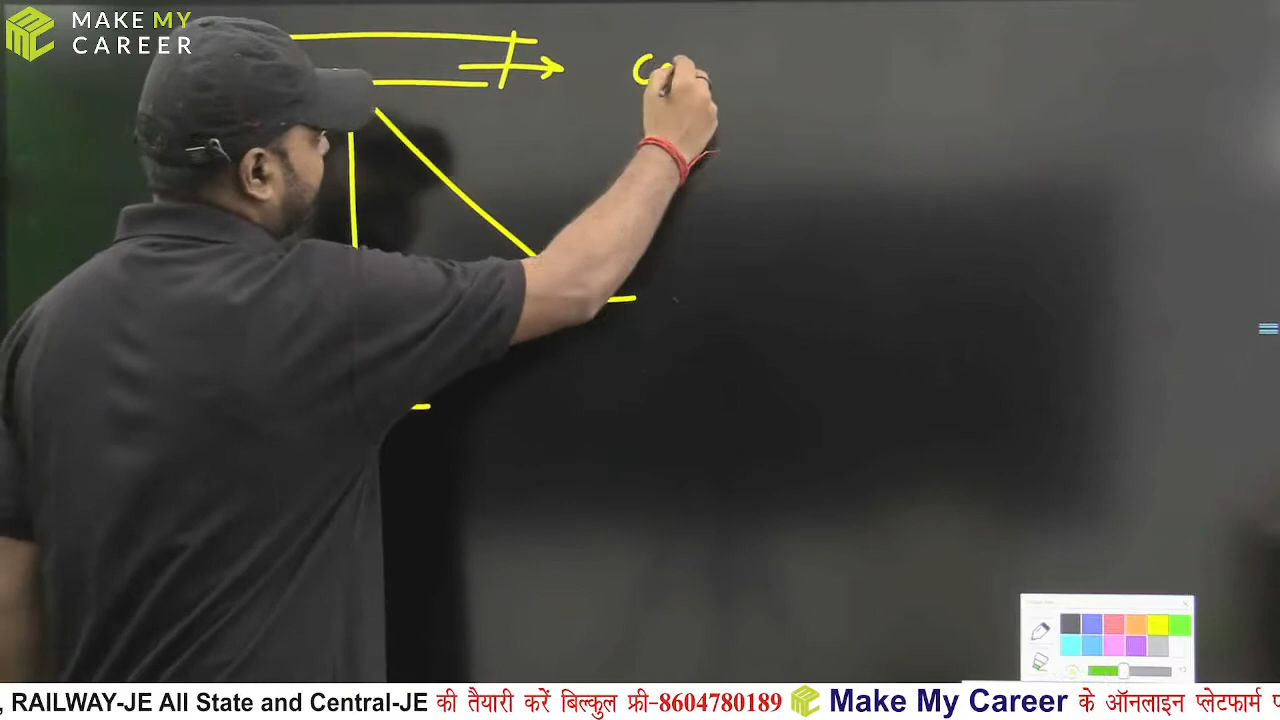 MAKE MY
CAREER
, RAILWAY-JE All State and Central-JE की तैयारी करें बिल्कुल फ्री-8604780189 Make My Career के ऑनलाइन प्लेटफार्म